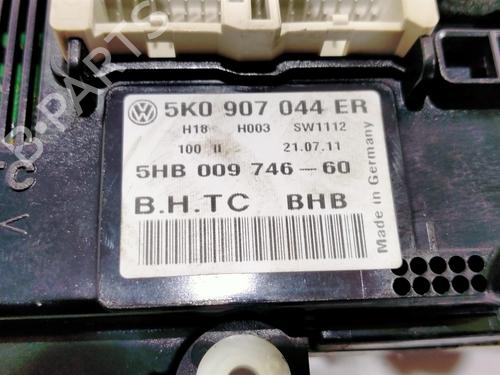 5K0 907 044 ER
H18 H003 SW1112
100 II 21.07.11
5HB 009 746-60
B.H.TC BHB
Made in Germany